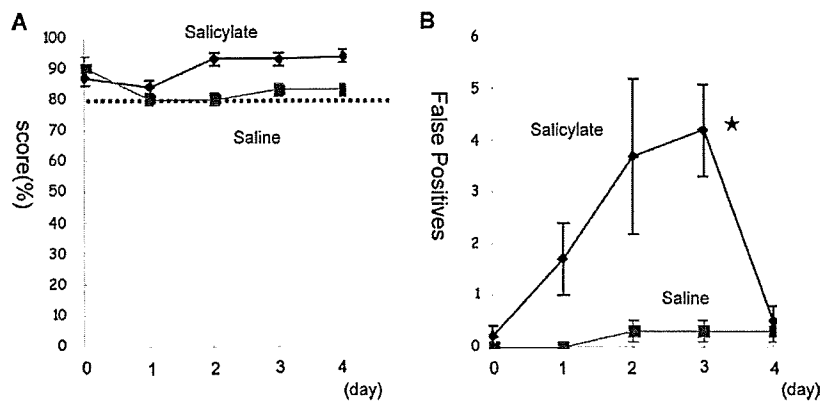 A
Salicylate
100
90
80
70
60
50
40
30
20
10
0
score(%)
Saline
0 1 2 3 4
(day)
B
6
5
4
3
2
1
0
False Positives
Salicylate
★
Saline
0 1 2 3 4
(day)